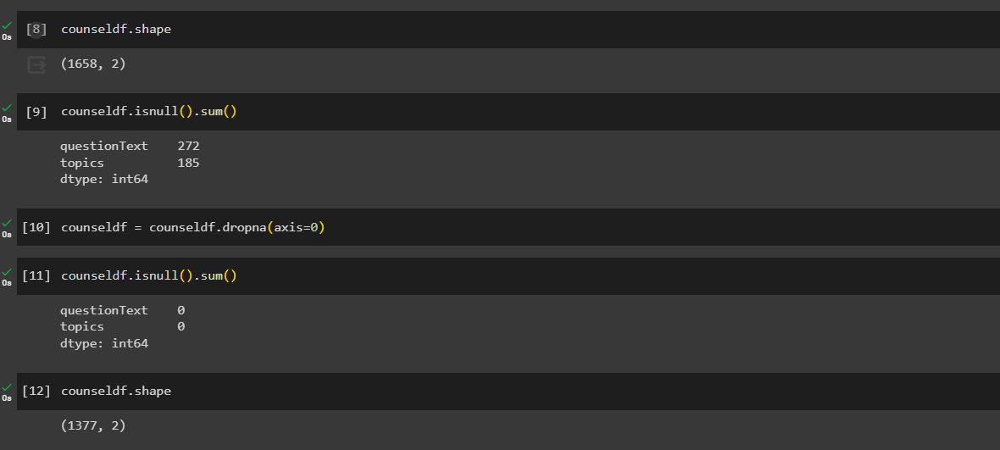 [8] counseldf.shape
0s
(1658, 2)
[9] counseldf.isnull().sum()
0s
questionText 272
topics 185
dtype: int64
[10] counseldf = counseldf.dropna(axis=0)
0s
[11] counseldf.isnull().sum()
0s
questionText 0
topics 0
dtype: int64
[12] counseldf.shape
0s
(1377, 2)